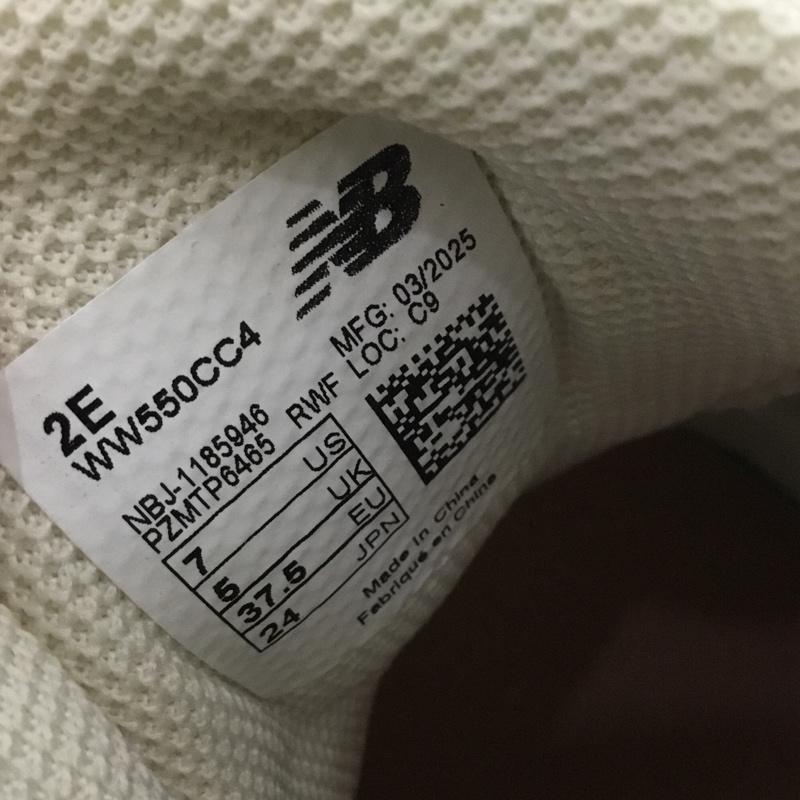 NB
2E
WW550CC4
MFG: 03/2025
LOC: C9
NBJ-1185946
PZMTP6465 RWF
7 US
5 UK
37.5 EU
24 JPN
Made in China
Fabriqué en Chine